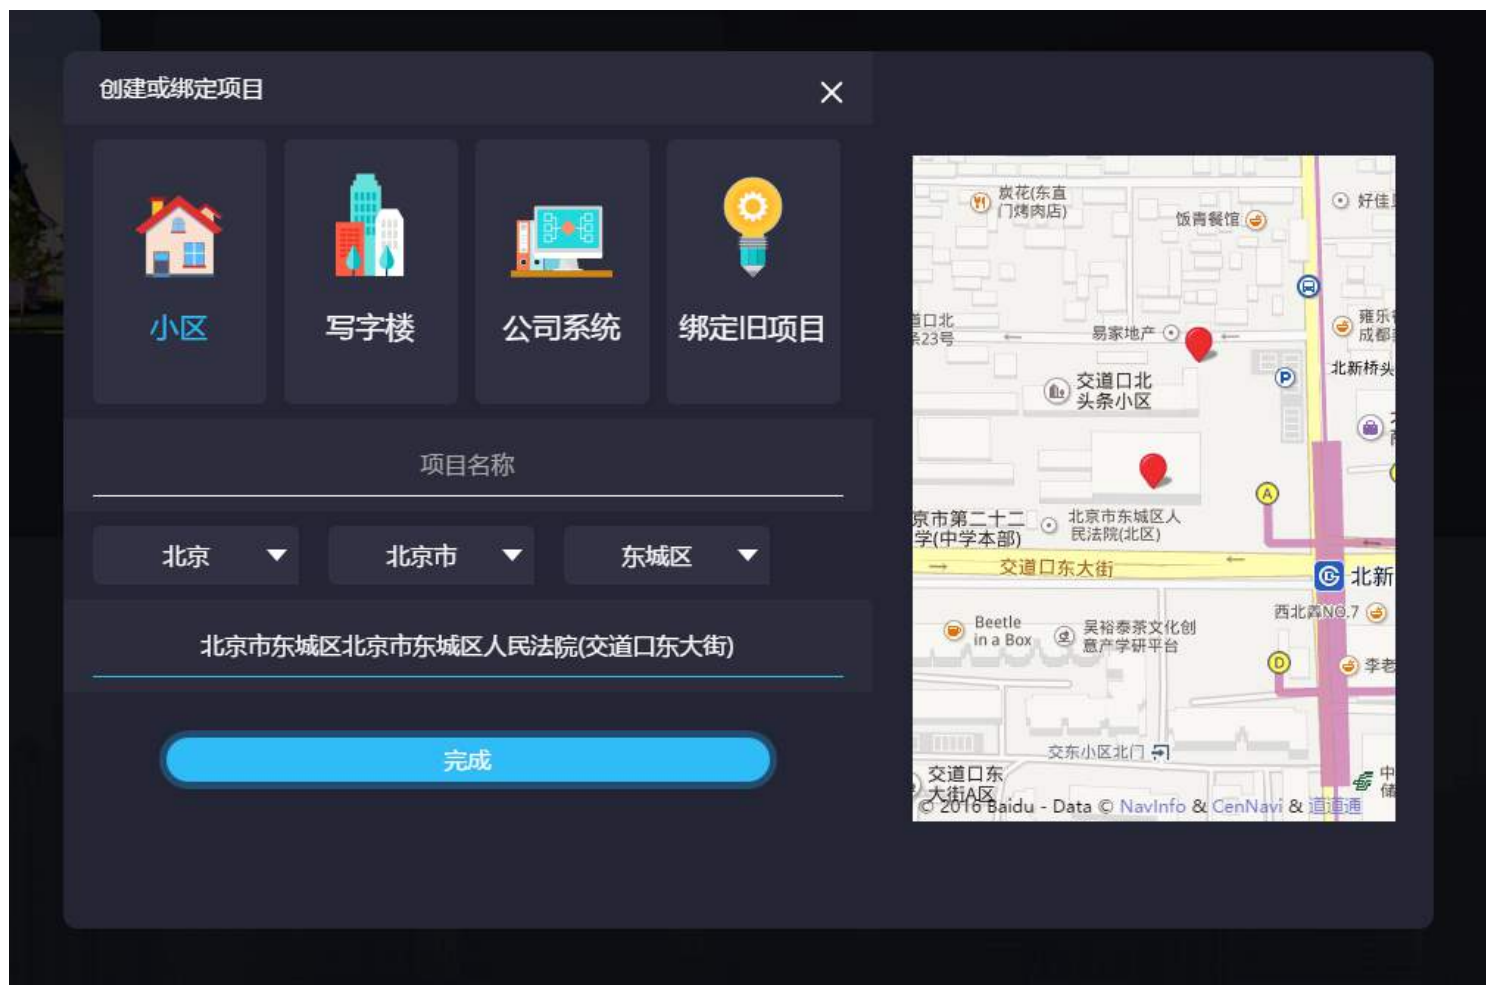 创建或绑定项目
小区
写字楼
公司系统
绑定旧项目
项目名称
北京
北京市
东城区
北京市东城区北京市东城区人民法院(交道口东大街)
完成
炭花(东直
门烤肉店)
饭青餐馆
好佳
道口北
条23号
易家地产
雍乐
成都
北新桥头
交道口北
头条小区
京市第二十二
学(中学本部)
北京市东城区人
民法院(北区)
A
P
交道口东大街
北新
西北犇NO.7
Beetle
in a Box
吴裕泰茶文化创
意产学研平台
D
李老
交东小区北门
交道口东
大街A区
中
储
© 2016 Baidu - Data © NavInfo & CenNavi & 道道通